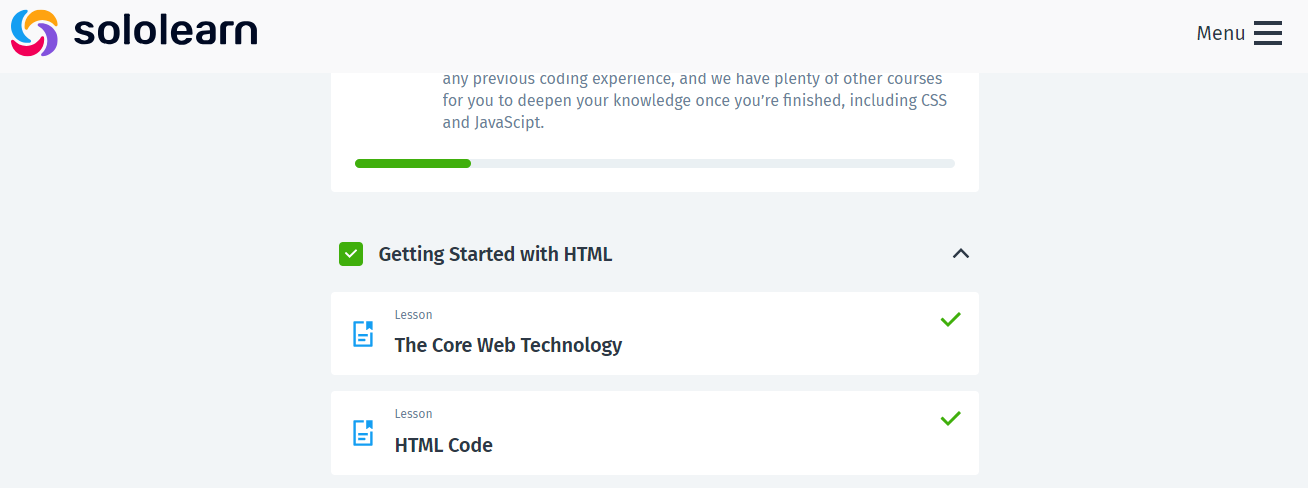 sololearn
Menu
any previous coding experience, and we have plenty of other courses
for you to deepen your knowledge once you’re finished, including CSS
and JavaScipt.
Getting Started with HTML
Lesson
The Core Web Technology
Lesson
HTML Code